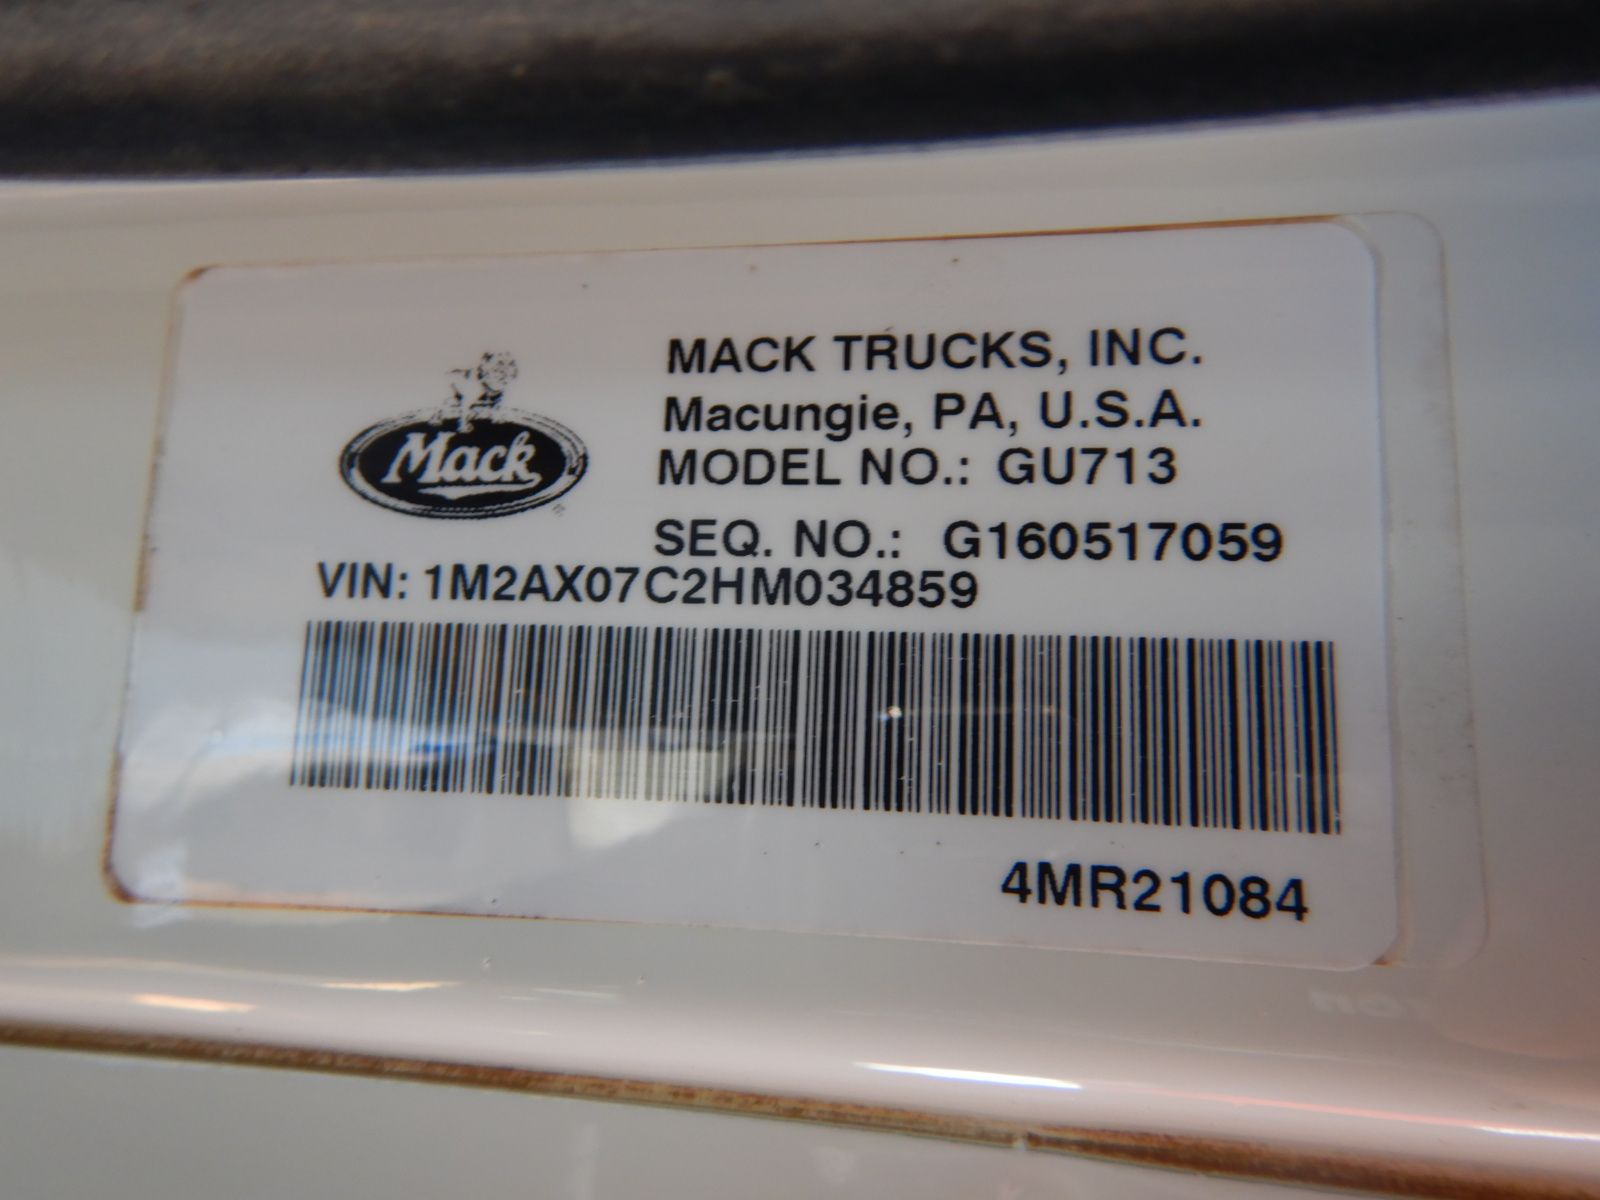 Mack
MACK TRUCKS, INC.
Macungie, PA, U.S.A.
MODEL NO.: GU713
SEQ. NO.: G160517059
VIN: 1M2AX07C2HM034859
4MR21084